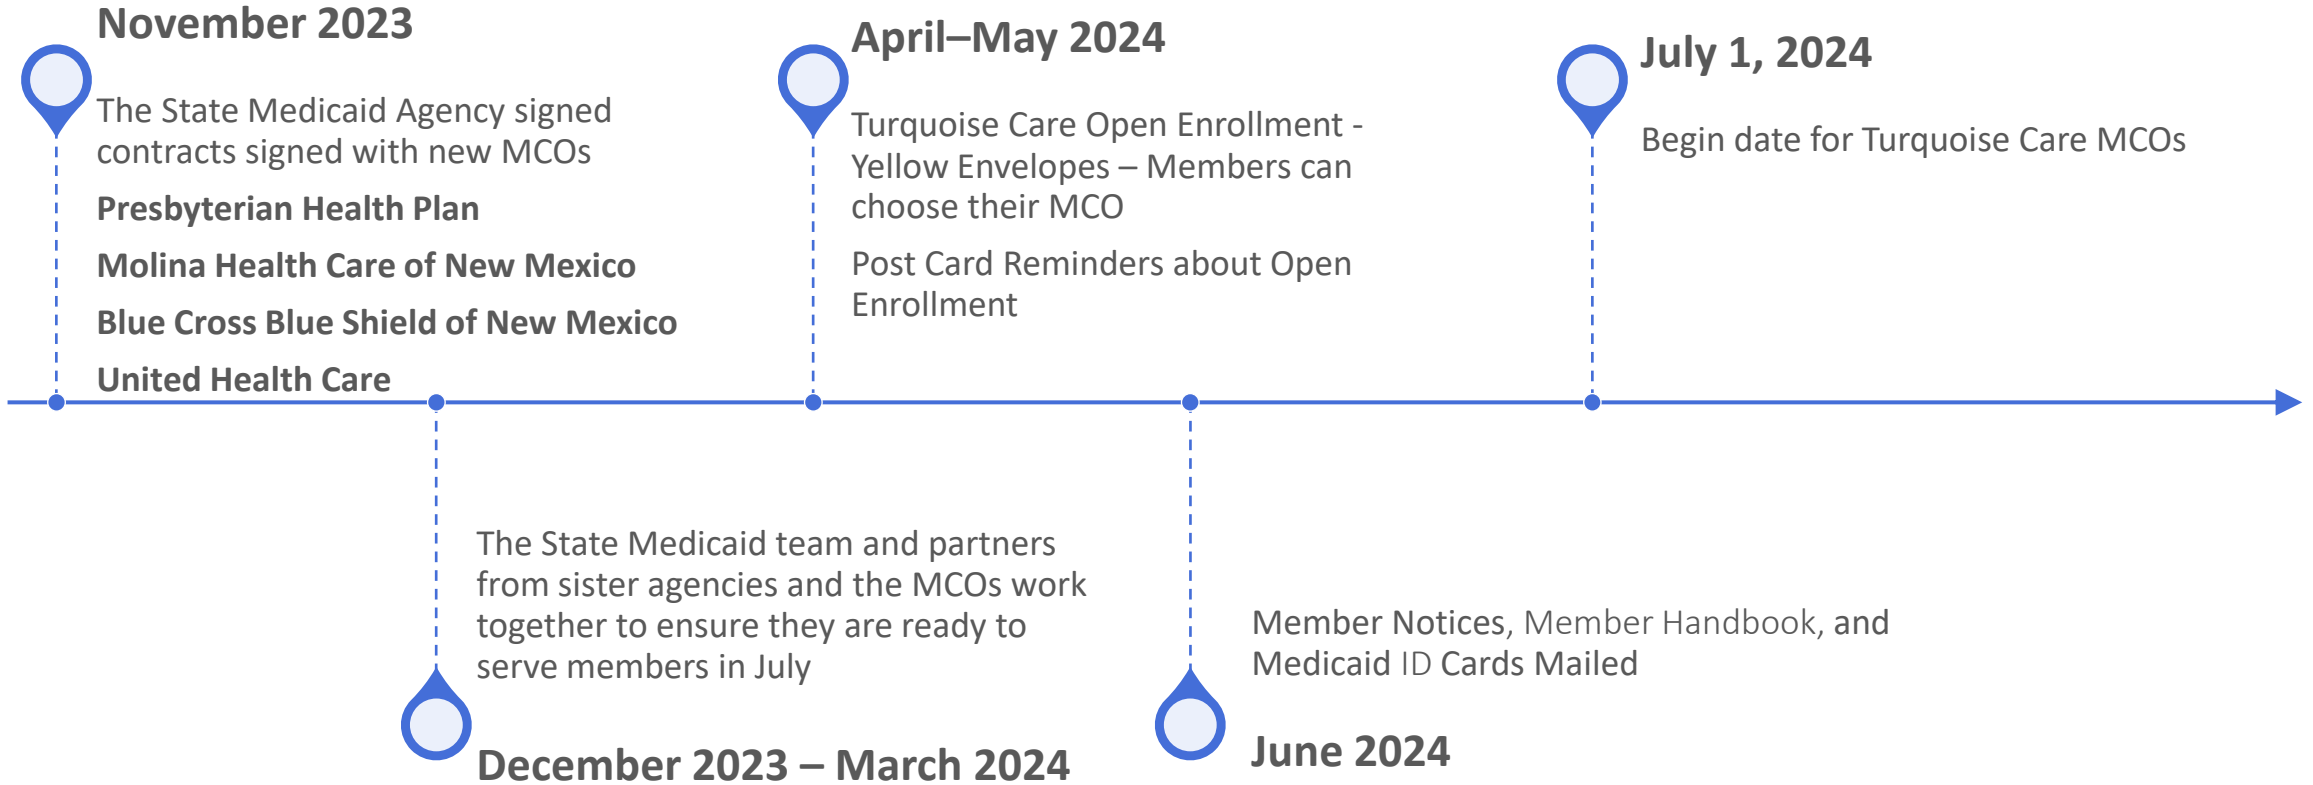 November 2023
The State Medicaid Agency signed
contracts signed with new MCOs
Presbyterian Health Plan
Molina Health Care of New Mexico
Blue Cross Blue Shield of New Mexico
United Health Care
The State Medicaid team and partners
from sister agencies and the MCOs work
together to ensure they are ready to
serve members in July
December 2023 – March 2024
April–May 2024
Turquoise Care Open Enrollment -
Yellow Envelopes – Members can
choose their MCO
Post Card Reminders about Open
Enrollment
Member Notices, Member Handbook, and
Medicaid ID Cards Mailed
June 2024
July 1, 2024
Begin date for Turquoise Care MCOs